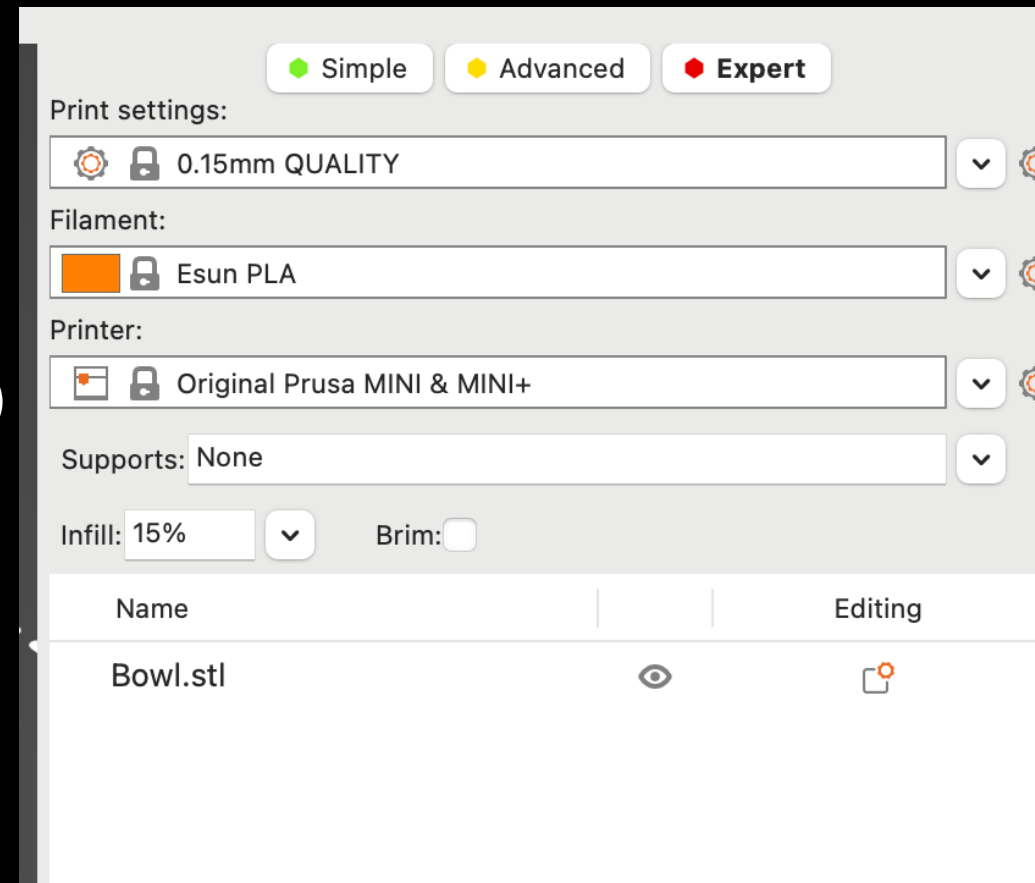 Simple Advanced Expert
Print settings:
0.15mm QUALITY
Filament:
Esun PLA
Printer:
Original Prusa MINI & MINI+
Supports: None
Infill: 15% Brim:
Name Editing
Bowl.stl